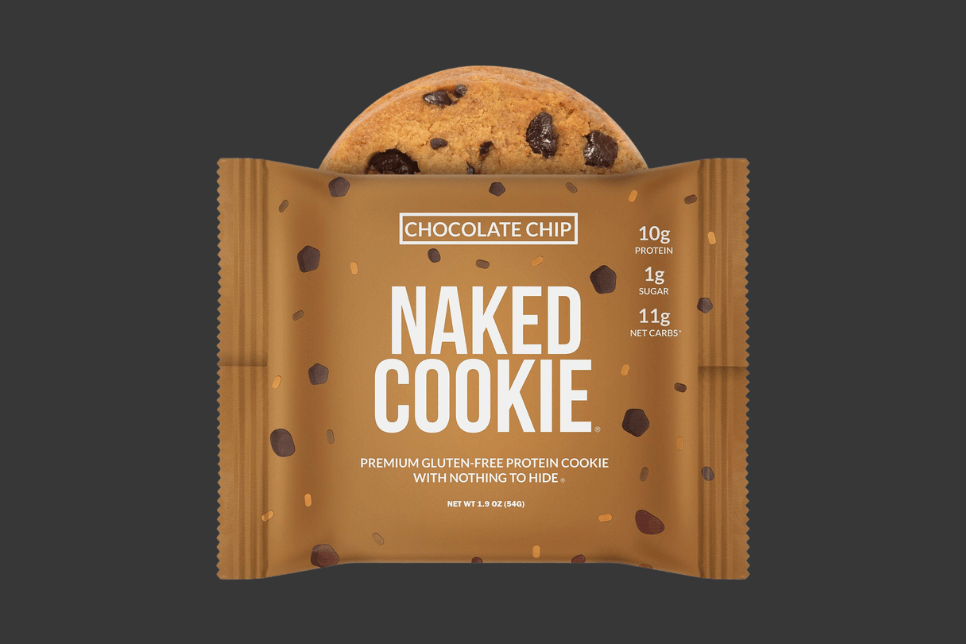 CHOCOLATE CHIP
10g
PROTEIN
1g
SUGAR
11g
NET CARBS*
NAKED
COOKIE®
PREMIUM GLUTEN-FREE PROTEIN COOKIE
WITH NOTHING TO HIDE®
NET WT 1.9 OZ (54G)